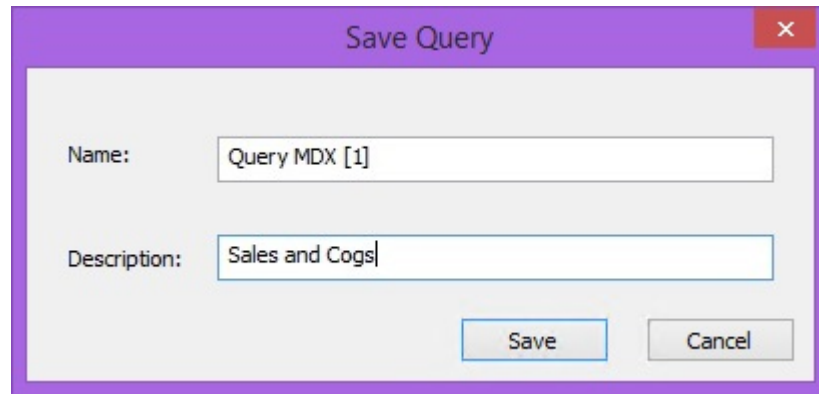 Save Query
Name: Query MDX [1]
Description: Sales and Cogs
Save Cancel